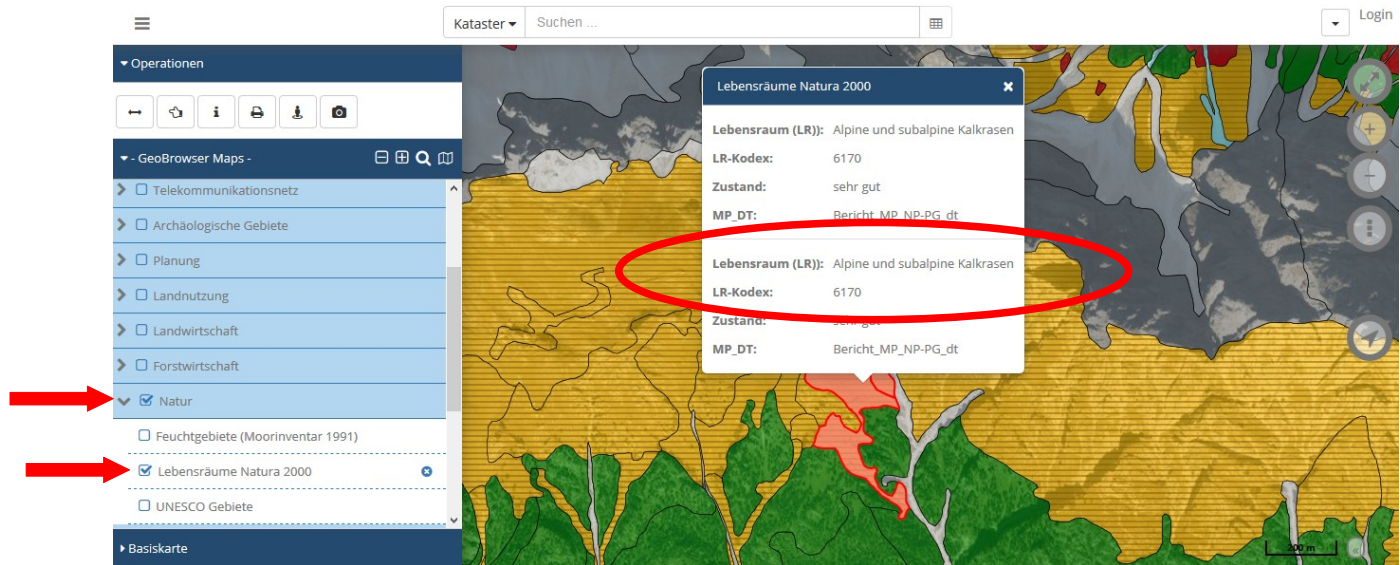 Kataster
Suchen ...
Login
Operationen
- GeoBrowser Maps -
Telekommunikationsnetz
Archäologische Gebiete
Planung
Landnutzung
Landwirtschaft
Forstwirtschaft
Natur
Feuchtgebiete (Moorinventar 1991)
Lebensräume Natura 2000
UNESCO Gebiete
Basiskarte
Lebensräume Natura 2000
Lebensraum (LR)): Alpine und subalpine Kalkrasen
LR-Kodex: 6170
Zustand: sehr gut
MP_DT: Bericht_MP_NP-PG_dt
Lebensraum (LR)): Alpine und subalpine Kalkrasen
LR-Kodex: 6170
Zustand: sehr gut
MP_DT: Bericht_MP_NP-PG_dt
200 m